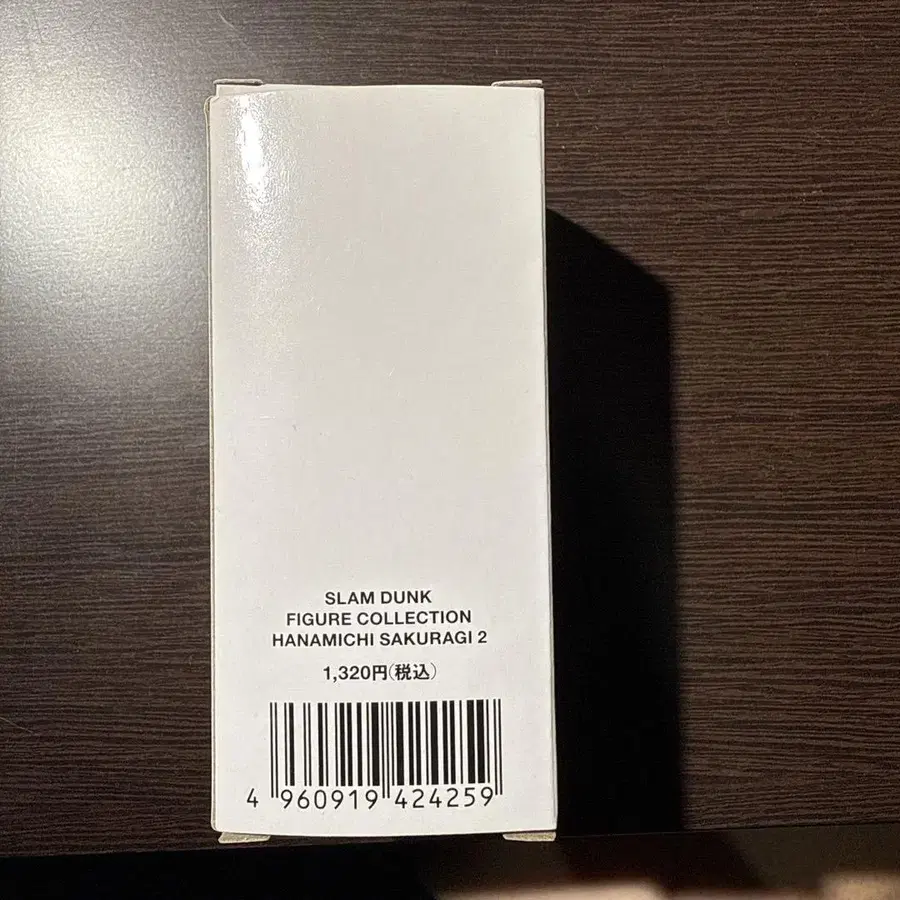 SLAM DUNK
FIGURE COLLECTION
HANAMICHI SAKURAGI 2
1,320円(税込)
4 960919 424259